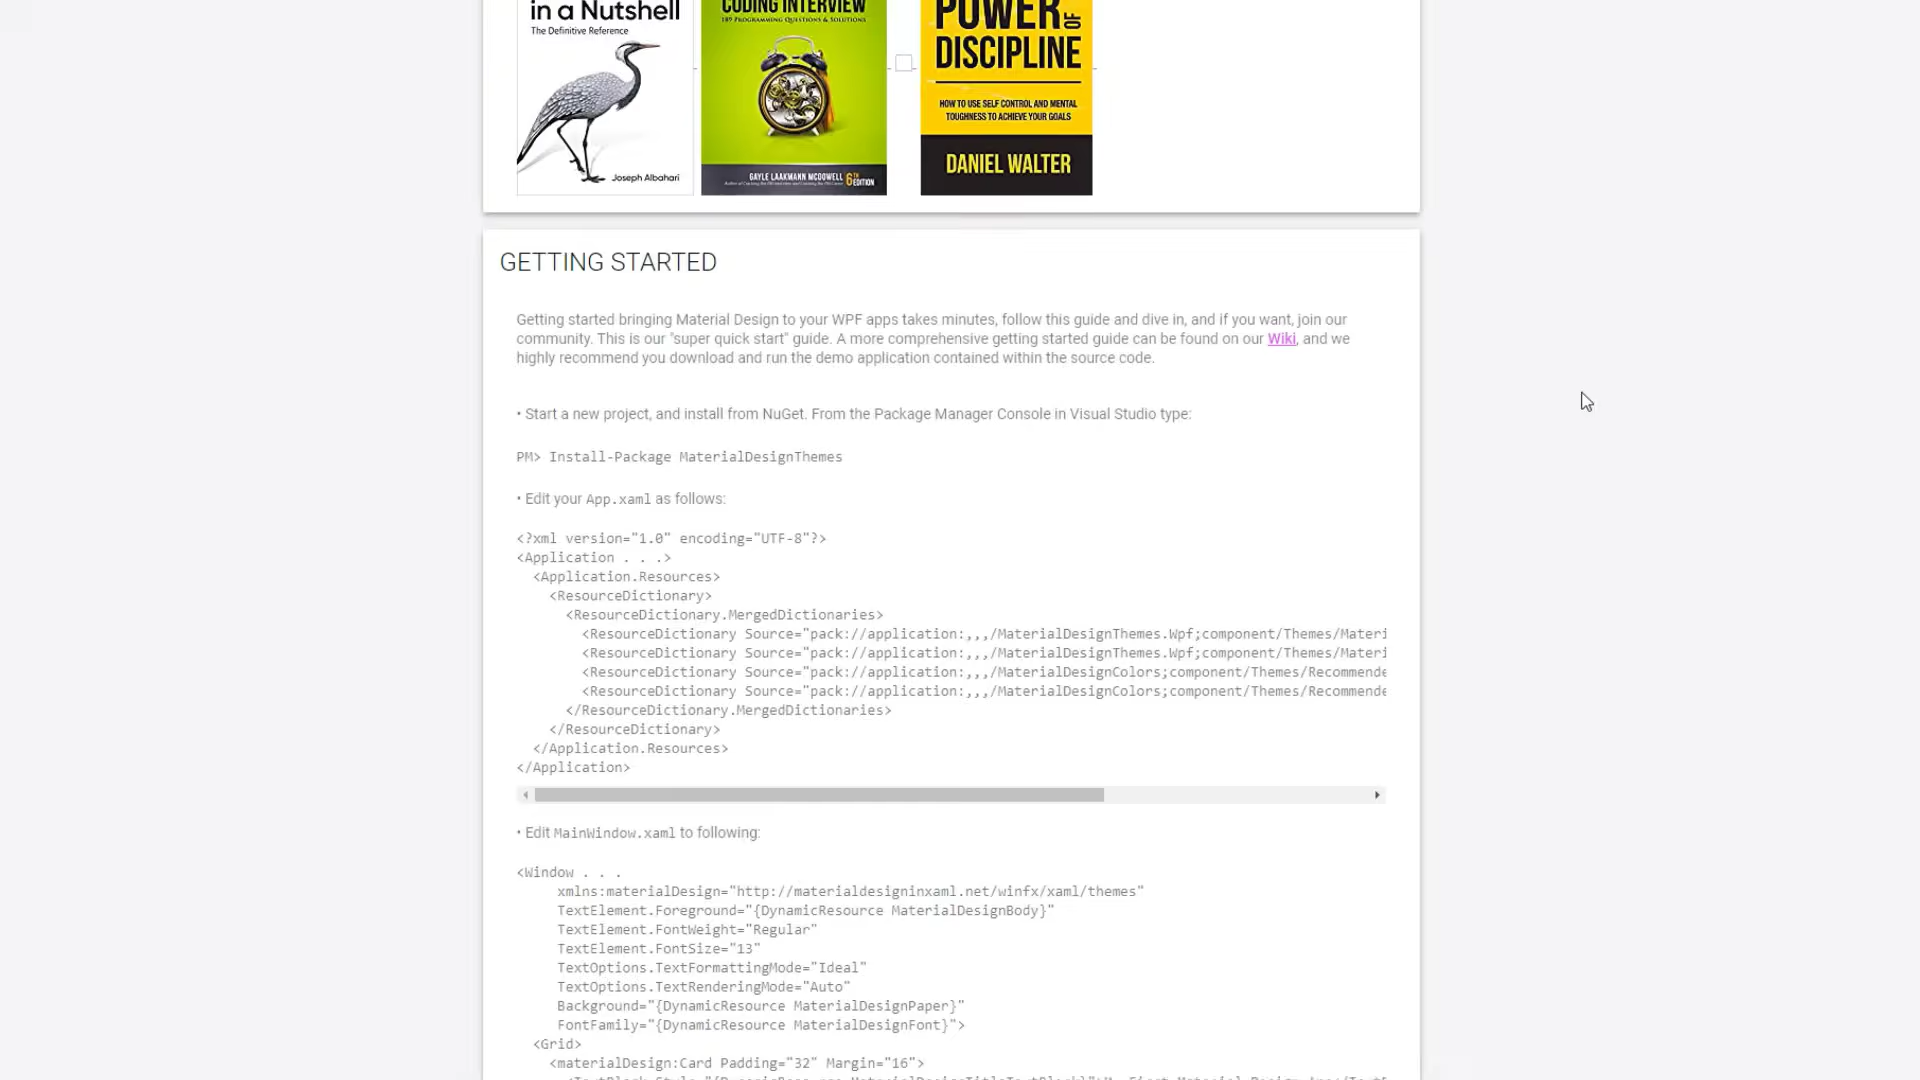 in a Nutshell
The Definitive Reference
Joseph Albahari
CODING INTERVIEW
189 PROGRAMMING QUESTIONS & SOLUTIONS
GAYLE LAAKMANN MCDOWELL
6TH EDITION
POWER OF
DISCIPLINE
HOW TO USE SELF CONTROL AND MENTAL
TOUGHNESS TO ACHIEVE YOUR GOALS
DANIEL WALTER
GETTING STARTED
Getting started bringing Material Design to your WPF apps takes minutes, follow this guide and dive in, and if you want, join our
community. This is our "super quick start" guide. A more comprehensive getting started guide can be found on our Wiki, and we
highly recommend you download and run the demo application contained within the source code.
• Start a new project, and install from NuGet. From the Package Manager Console in Visual Studio type:
PM> Install-Package MaterialDesignThemes
• Edit your App.xaml as follows:
<?xml version="1.0" encoding="UTF-8"?>
<Application . . .>
<Application.Resources>
<ResourceDictionary>
<ResourceDictionary.MergedDictionaries>
<ResourceDictionary Source="pack://application:,,,/MaterialDesignThemes.Wpf;component/Themes/Materi
<ResourceDictionary Source="pack://application:,,,/MaterialDesignThemes.Wpf;component/Themes/Materi
<ResourceDictionary Source="pack://application:,,,/MaterialDesignColors;component/Themes/Recommende
<ResourceDictionary Source="pack://application:,,,/MaterialDesignColors;component/Themes/Recommende
</ResourceDictionary.MergedDictionaries>
</ResourceDictionary>
</Application.Resources>
</Application>
• Edit MainWindow.xaml to following:
<Window . . .
xmlns:materialDesign="http://materialdesigninxaml.net/winfx/xaml/themes"
TextElement.Foreground="{DynamicResource MaterialDesignBody}"
TextElement.FontWeight="Regular"
TextElement.FontSize="13"
TextOptions.TextFormattingMode="Ideal"
TextOptions.TextRenderingMode="Auto"
Background="{DynamicResource MaterialDesignPaper}"
FontFamily="{DynamicResource MaterialDesignFont}">
<Grid>
<materialDesign:Card Padding="32" Margin="16">